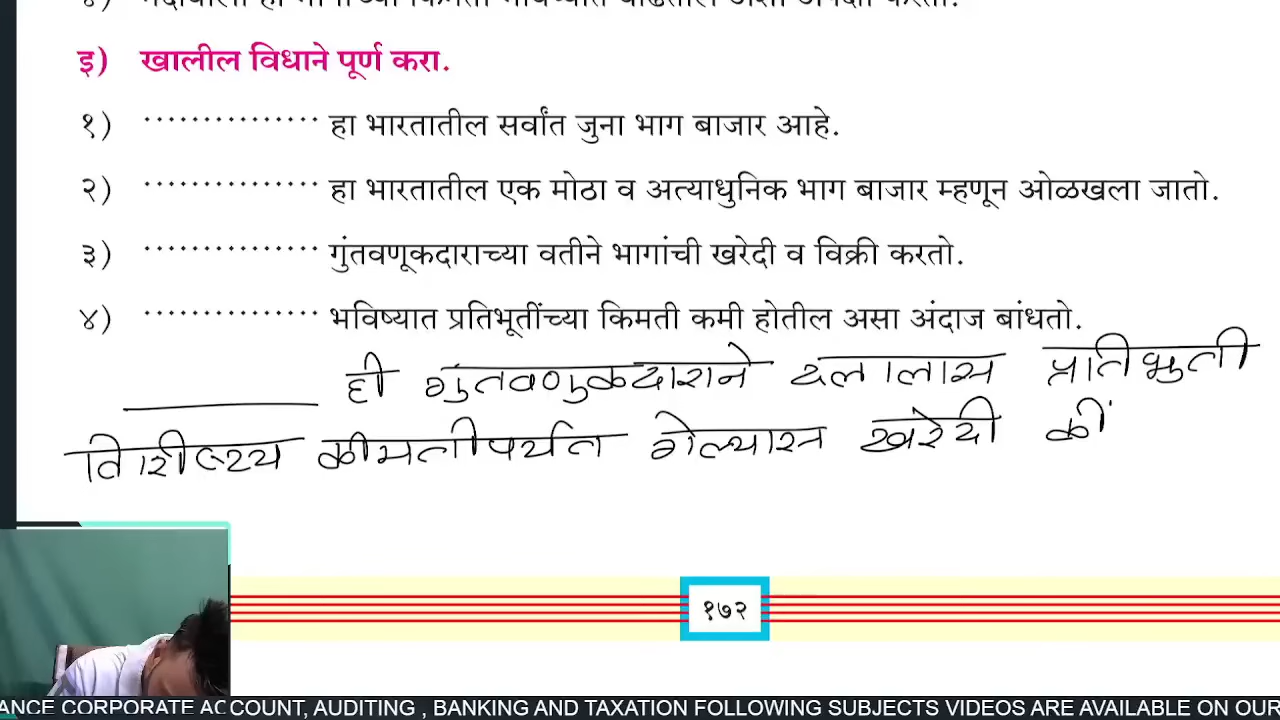 इ) खालील विधाने पूर्ण करा.
१) ............... हा भारतातील सर्वांत जुना भाग बाजार आहे.
२) ............... हा भारतातील एक मोठा व अत्याधुनिक भाग बाजार म्हणून ओळखला जातो.
३) ............... गुंतवणूकदाराच्या वतीने भागांची खरेदी व विक्री करतो.
४) ............... भविष्यात प्रतिभूतींच्या किमती कमी होतील असा अंदाज बांधतो.
ही गुंतवणुकदाराने दलालास प्रतिभुती
कीमतीपर्यंत गेल्यास खरेदी कीं
१७२
ANCE CORPORATE ACCOUNT, AUDITING , BANKING AND TAXATION FOLLOWING SUBJECTS VIDEOS ARE AVAILABLE ON OUR